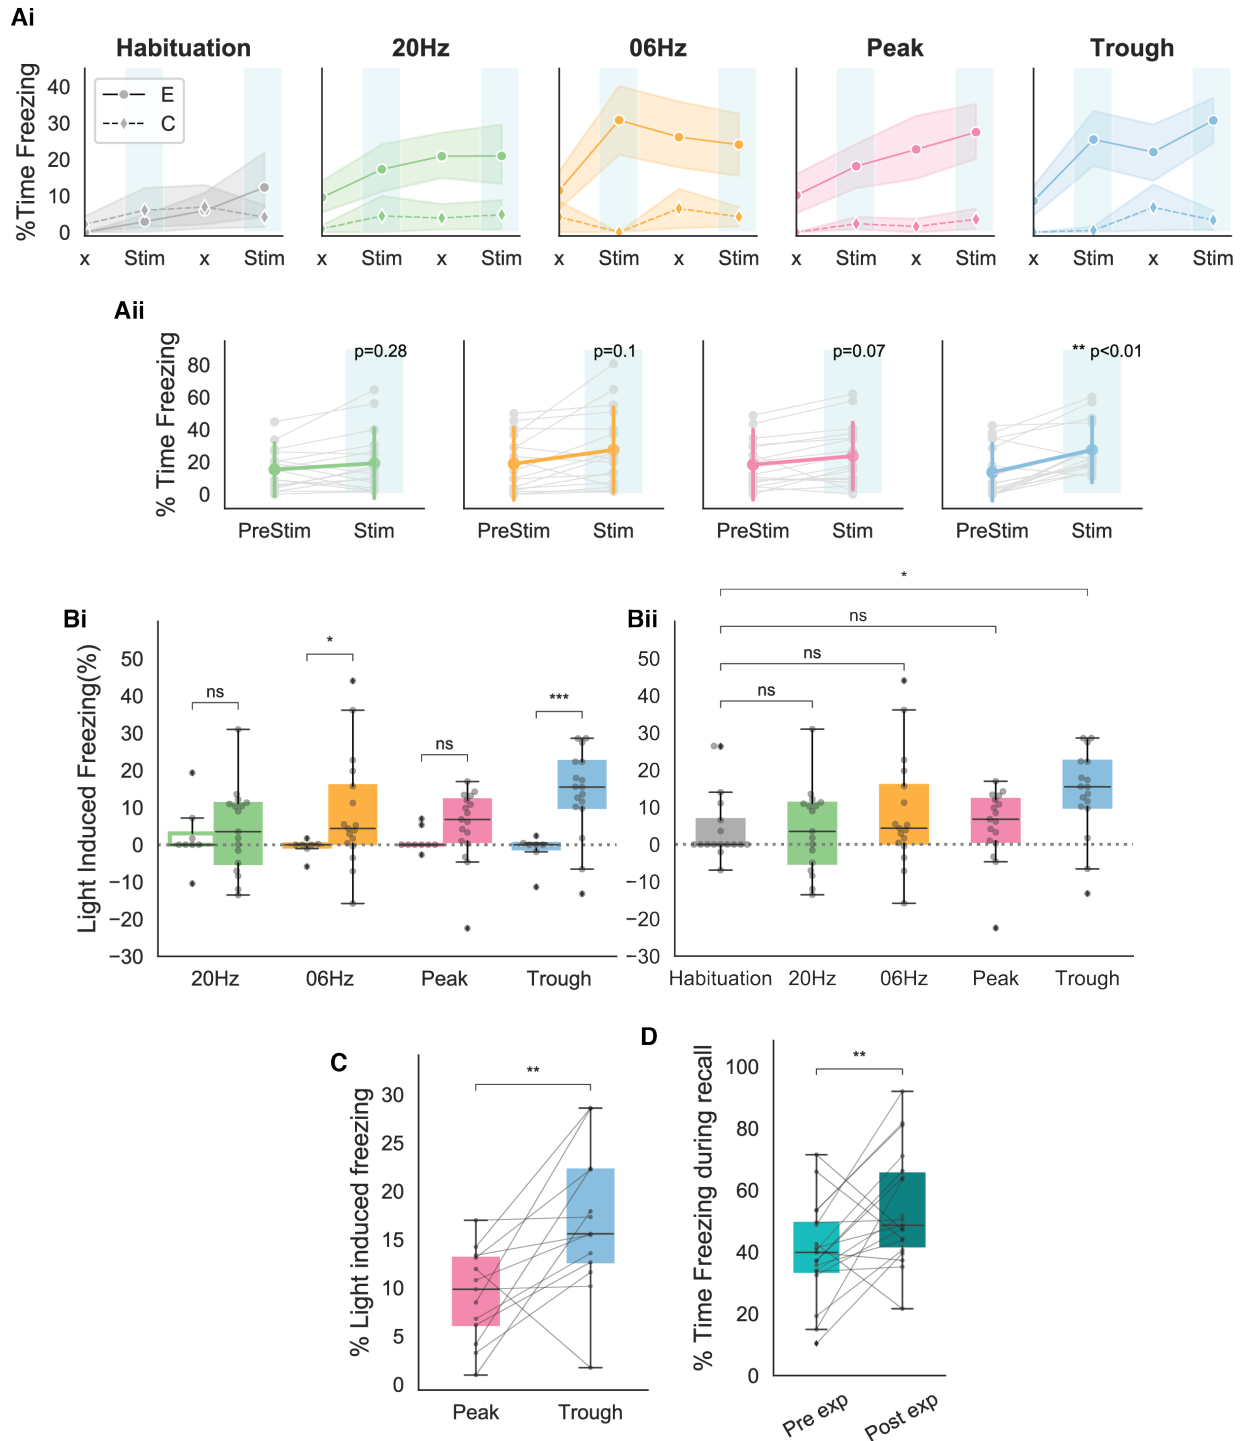 Ai
Habituation 20Hz 06Hz Peak Trough
%Time Freezing
40
30
20
10
0
E
C
x Stim x Stim x Stim x Stim x Stim x Stim x Stim x Stim x Stim x Stim
Aii
% Time Freezing
80
60
40
20
0
p=0.28 p=0.1 p=0.07 ** p<0.01
PreStim Stim PreStim Stim PreStim Stim PreStim Stim
Bi
Light Induced Freezing(%)
50
40
30
20
10
0
−10
−20
−30
ns * ns ***
20Hz 06Hz Peak Trough
Bii
50
40
30
20
10
0
−10
−20
−30
*
ns
ns
ns
Habituation 20Hz 06Hz Peak Trough
C
% Light induced freezing
30
25
20
15
10
5
0
**
Peak Trough
D
% Time Freezing during recall
100
80
60
40
20
0
**
Pre exp Post exp